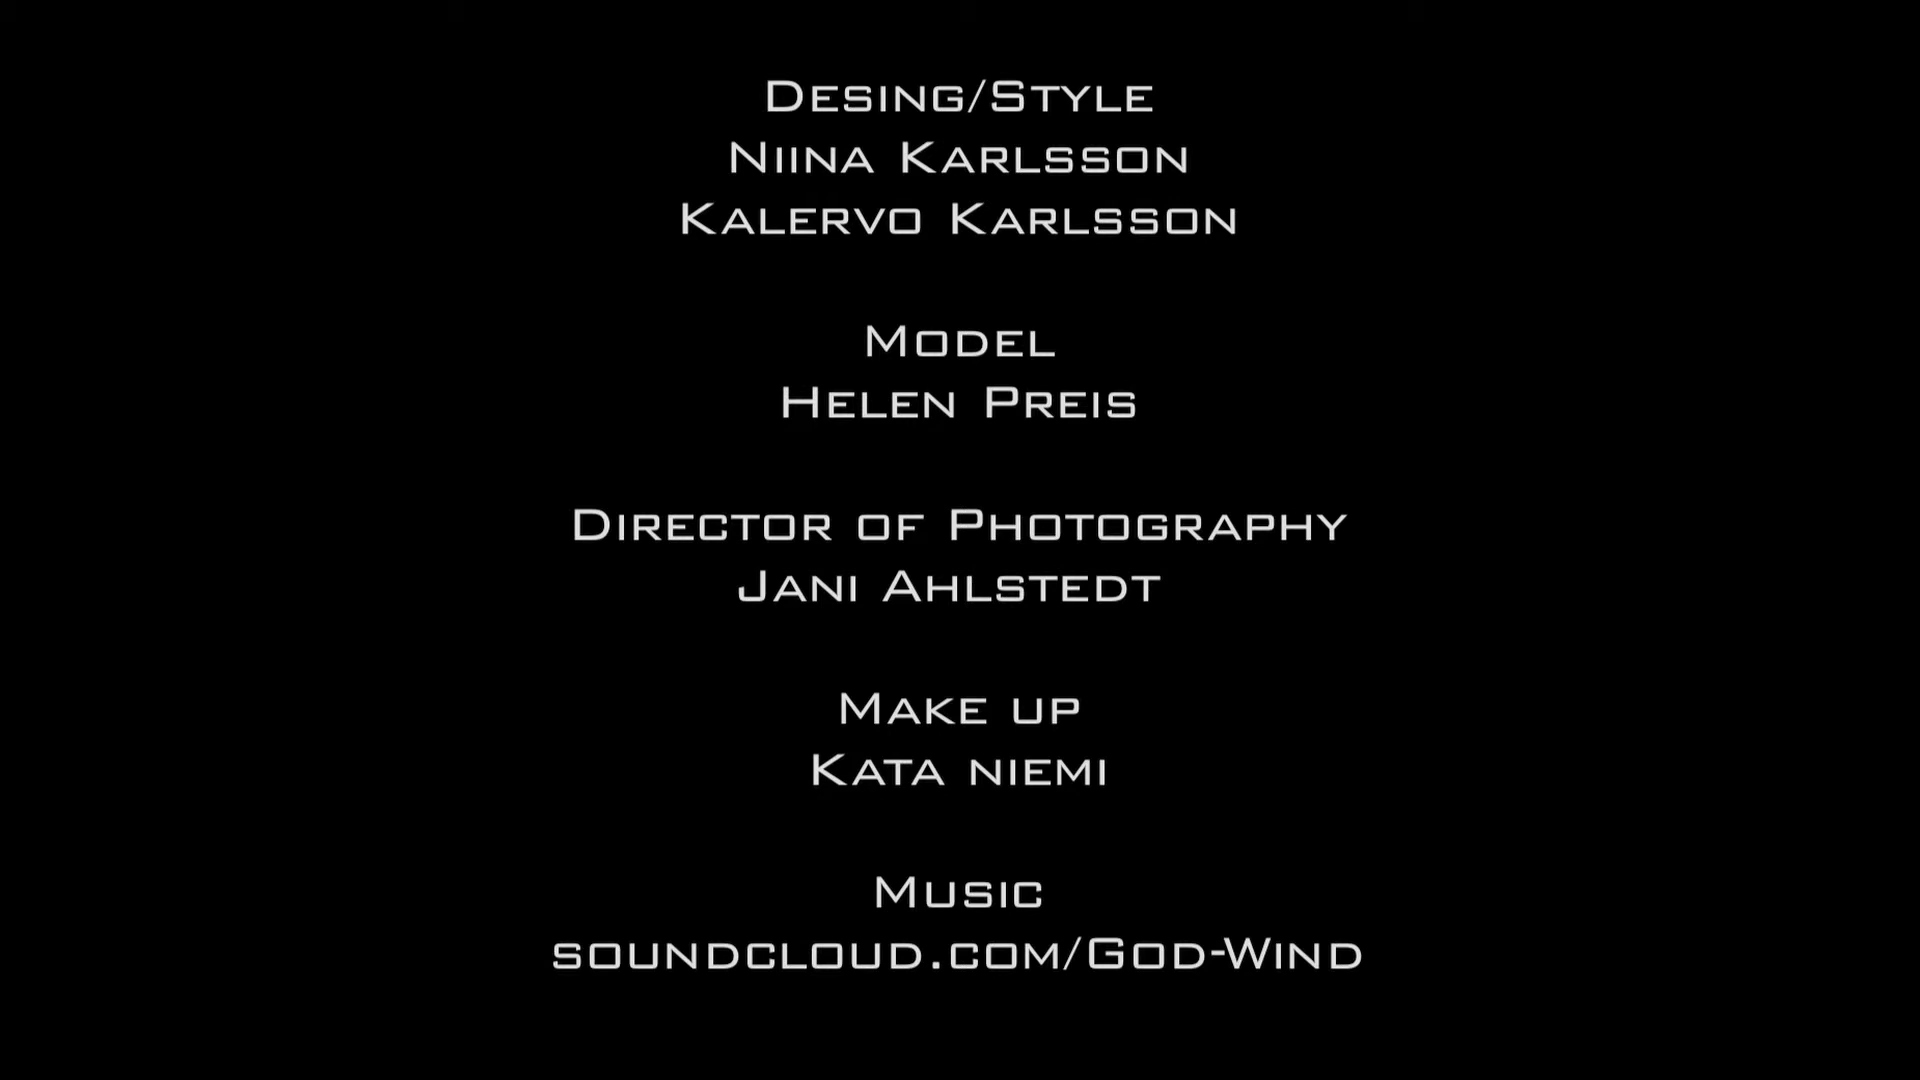 Desing/Style
Niina Karlsson
Kalervo Karlsson
Model
Helen Preis
Director of Photography
Jani Ahlstedt
Make up
Kata niemi
Music
soundcloud.com/God-Wind